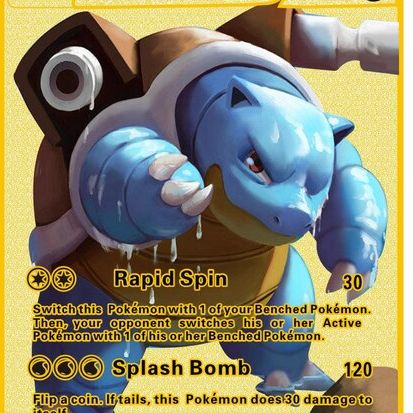 Rapid Spin 30
Switch this Pokémon with 1 of your Benched Pokémon.
Then, your opponent switches his or her Active
Pokémon with 1 of his or her Benched Pokémon.
Splash Bomb 120
Flip a coin. If tails, this Pokémon does 30 damage to
itself.